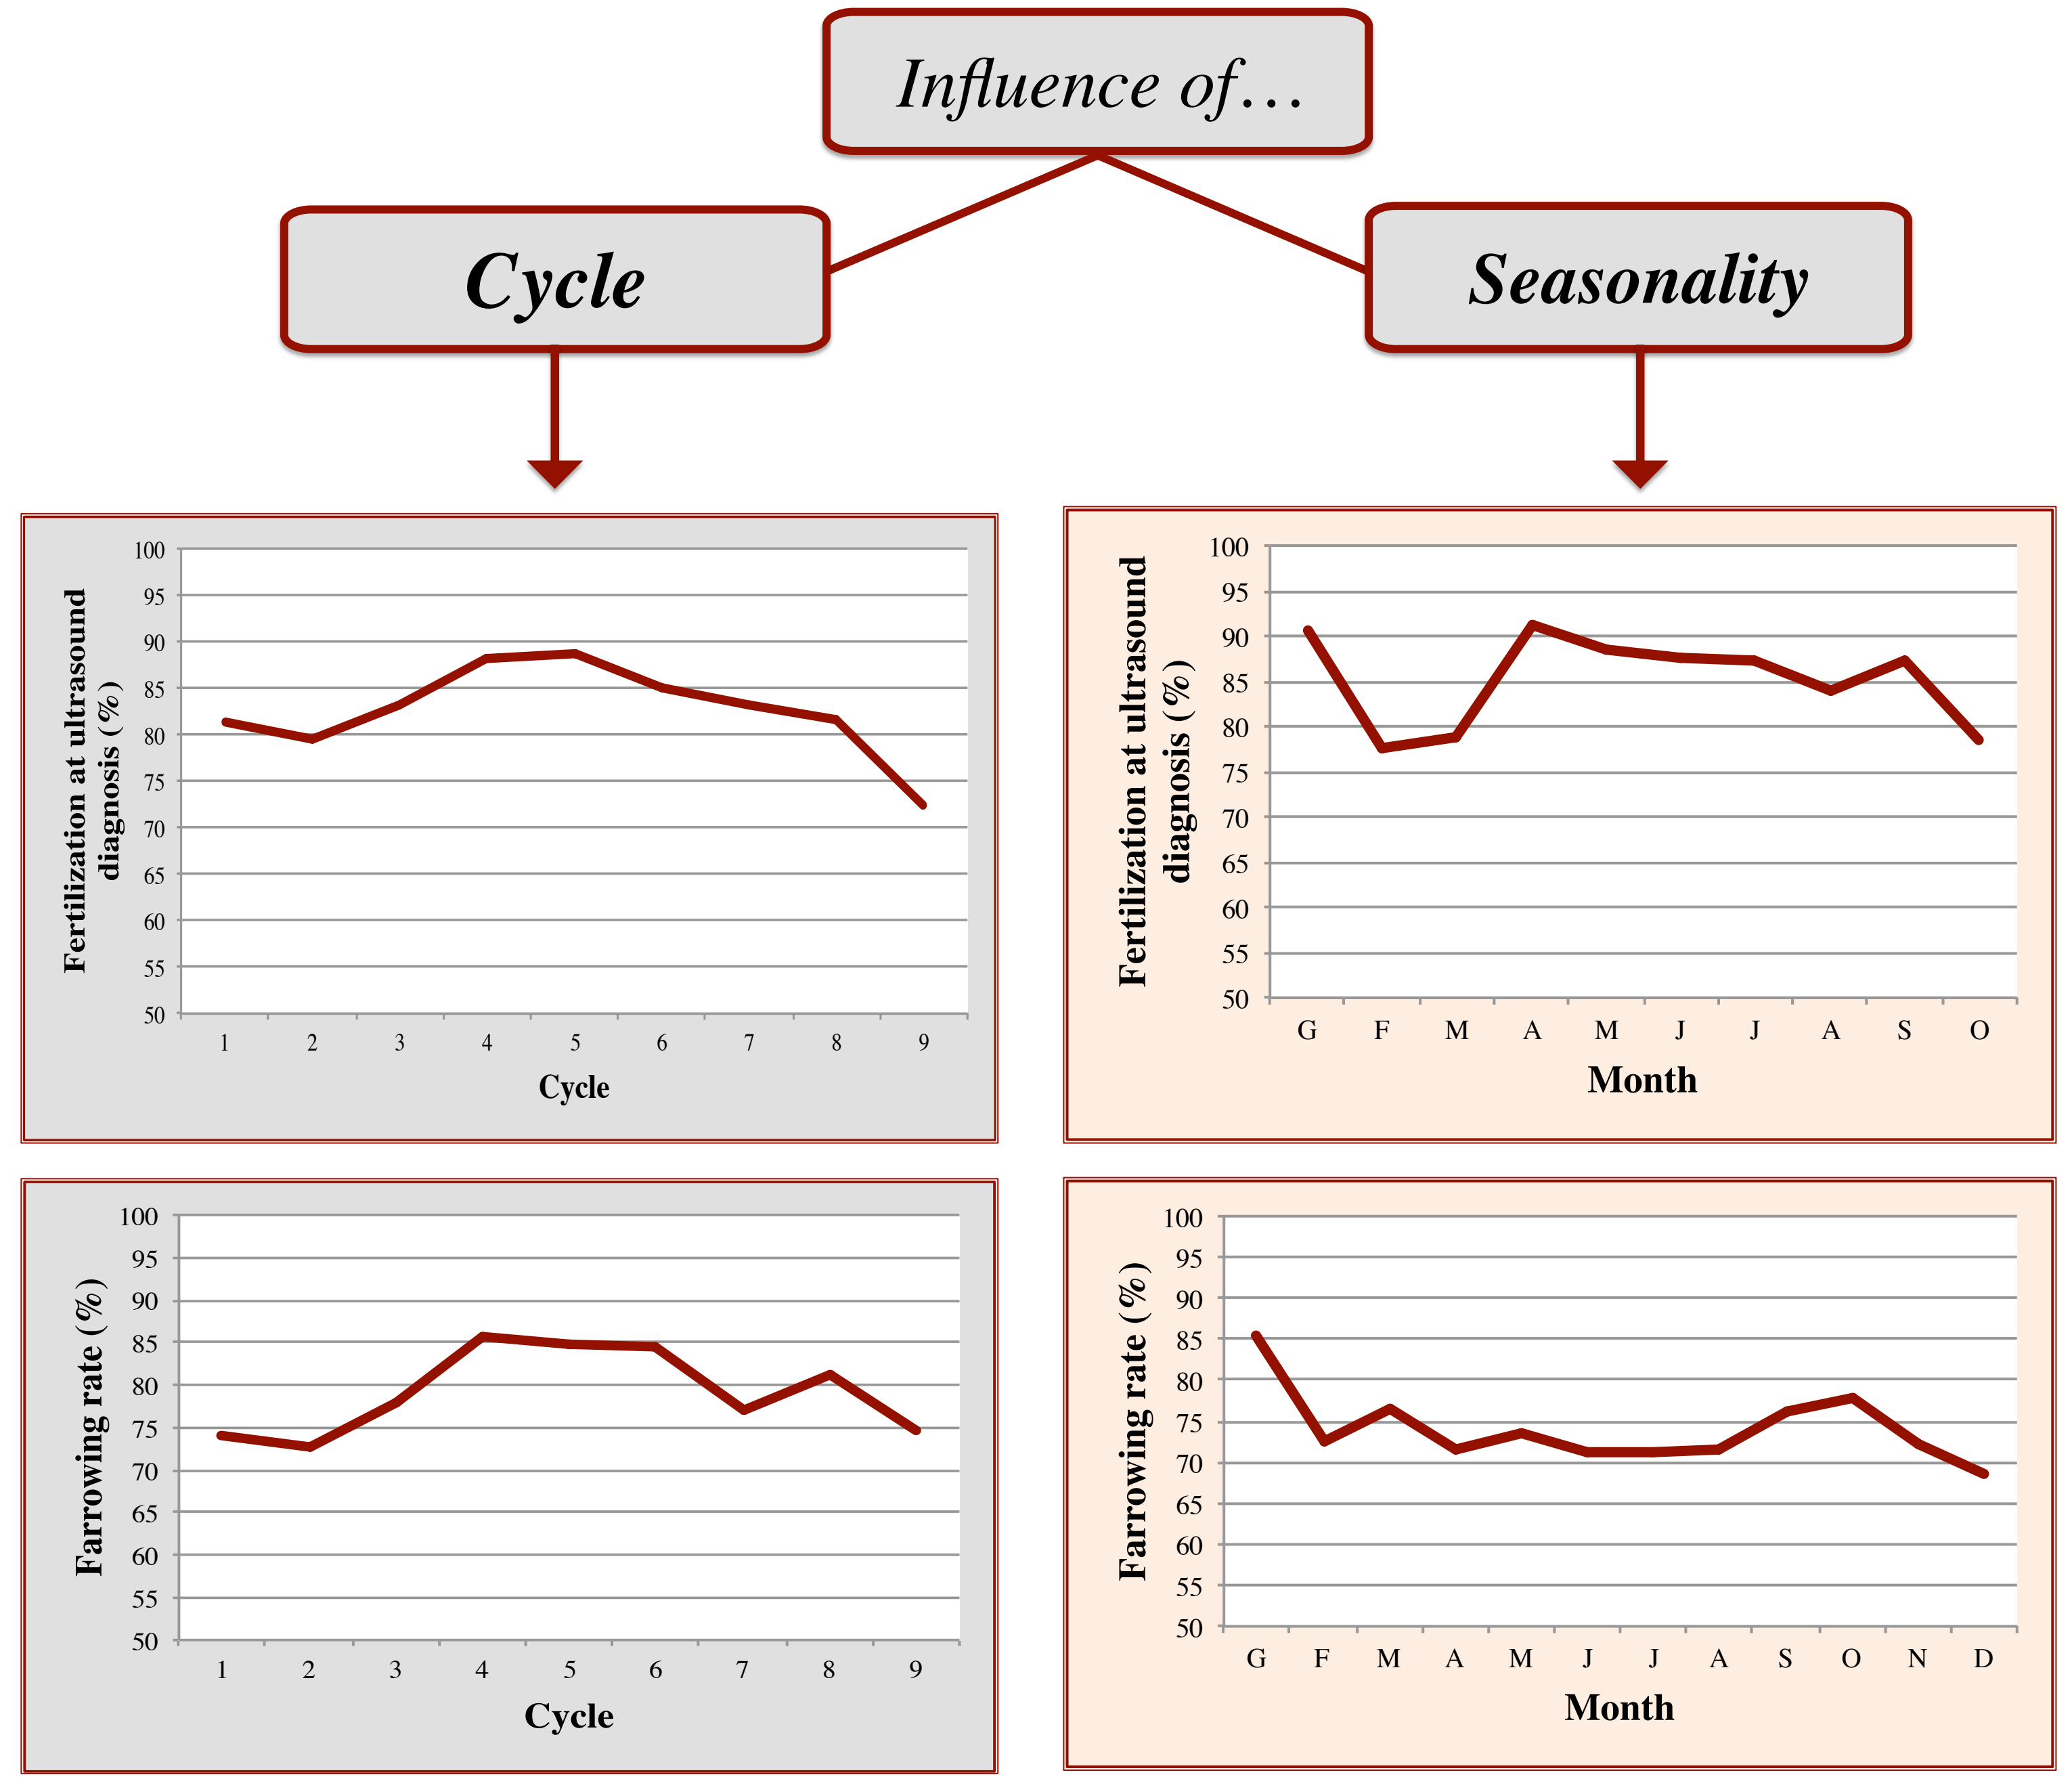 Influence of…
Cycle
Seasonality
Fertilization at ultrasound
diagnosis (%)
100
95
90
85
80
75
70
65
60
55
50
1 2 3 4 5 6 7 8 9
Cycle
Fertilization at ultrasound
diagnosis (%)
100
95
90
85
80
75
70
65
60
55
50
G F M A M J J A S O
Month
Farrowing rate (%)
100
95
90
85
80
75
70
65
60
55
50
1 2 3 4 5 6 7 8 9
Cycle
Farrowing rate (%)
100
95
90
85
80
75
70
65
60
55
50
G F M A M J J A S O N D
Month